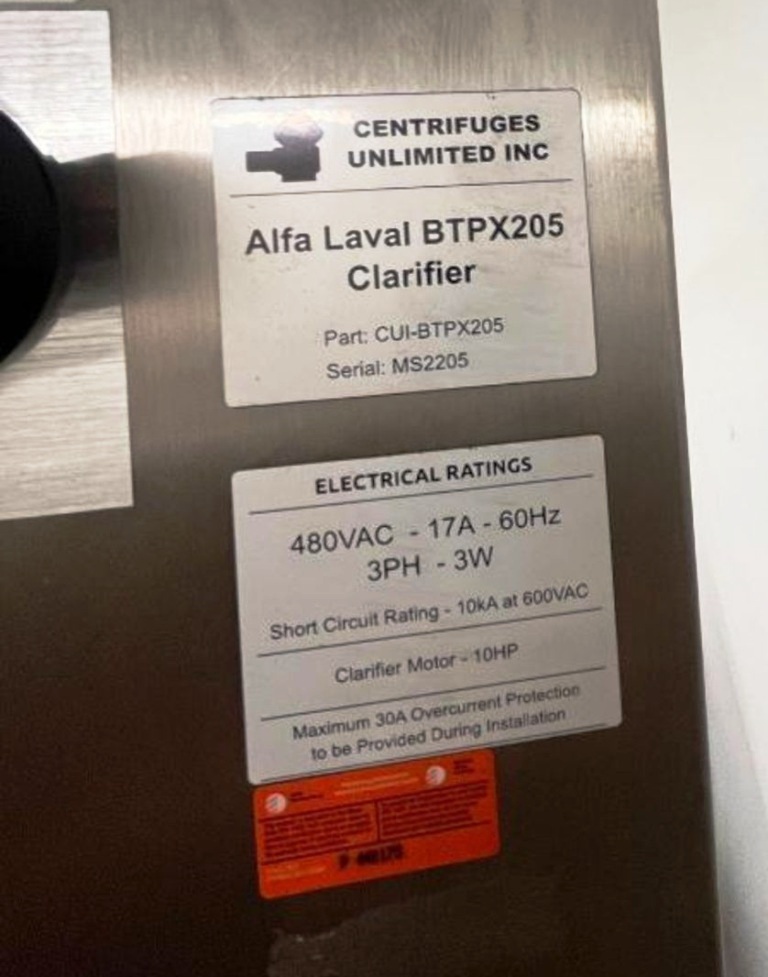 CENTRIFUGES
UNLIMITED INC
Alfa Laval BTPX205
Clarifier
Part: CUI-BTPX205
Serial: MS2205
ELECTRICAL RATINGS
480VAC - 17A - 60Hz
3PH - 3W
Short Circuit Rating - 10kA at 600VAC
Clarifier Motor - 10HP
Maximum 30A Overcurrent Protection
to be Provided During Installation